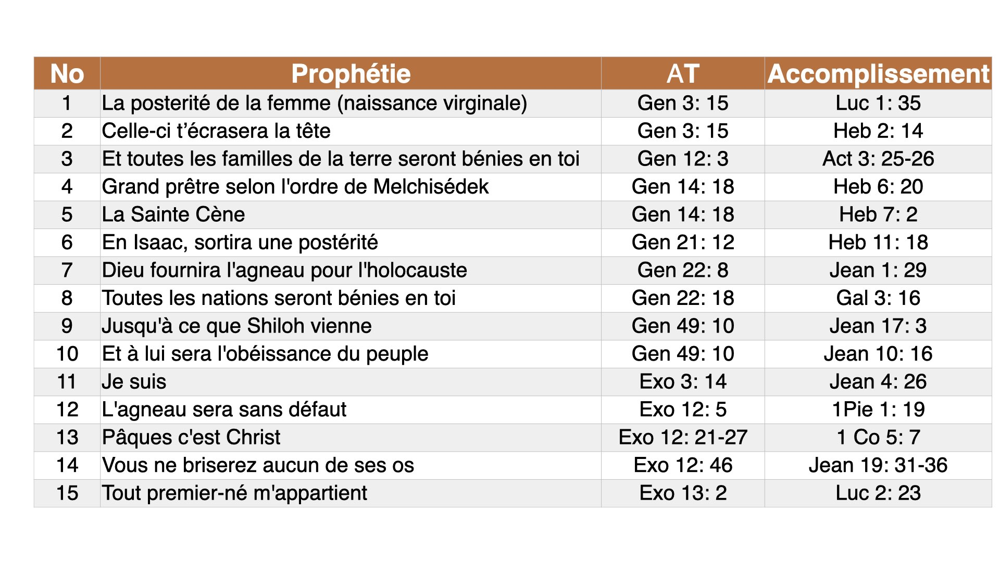 No Prophétie AT Accomplissement
1 La posterité de la femme (naissance virginale) Gen 3: 15 Luc 1: 35
2 Celle-ci t’écrasera la tête Gen 3: 15 Heb 2: 14
3 Et toutes les familles de la terre seront bénies en toi Gen 12: 3 Act 3: 25-26
4 Grand prêtre selon l'ordre de Melchisédek Gen 14: 18 Heb 6: 20
5 La Sainte Cène Gen 14: 18 Heb 7: 2
6 En Isaac, sortira une postérité Gen 21: 12 Heb 11: 18
7 Dieu fournira l'agneau pour l'holocauste Gen 22: 8 Jean 1: 29
8 Toutes les nations seront bénies en toi Gen 22: 18 Gal 3: 16
9 Jusqu'à ce que Shiloh vienne Gen 49: 10 Jean 17: 3
10 Et à lui sera l'obéissance du peuple Gen 49: 10 Jean 10: 16
11 Je suis Exo 3: 14 Jean 4: 26
12 L'agneau sera sans défaut Exo 12: 5 1Pie 1: 19
13 Pâques c'est Christ Exo 12: 21-27 1 Co 5: 7
14 Vous ne briserez aucun de ses os Exo 12: 46 Jean 19: 31-36
15 Tout premier-né m'appartient Exo 13: 2 Luc 2: 23